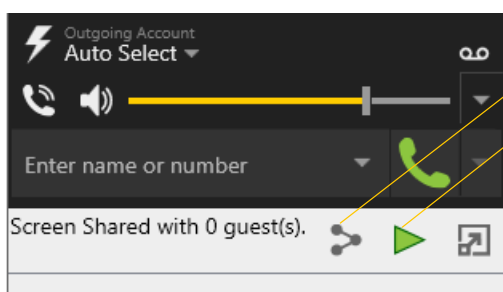 Outgoing Account
Auto Select
Enter name or number
Screen Shared with 0 guest(s).